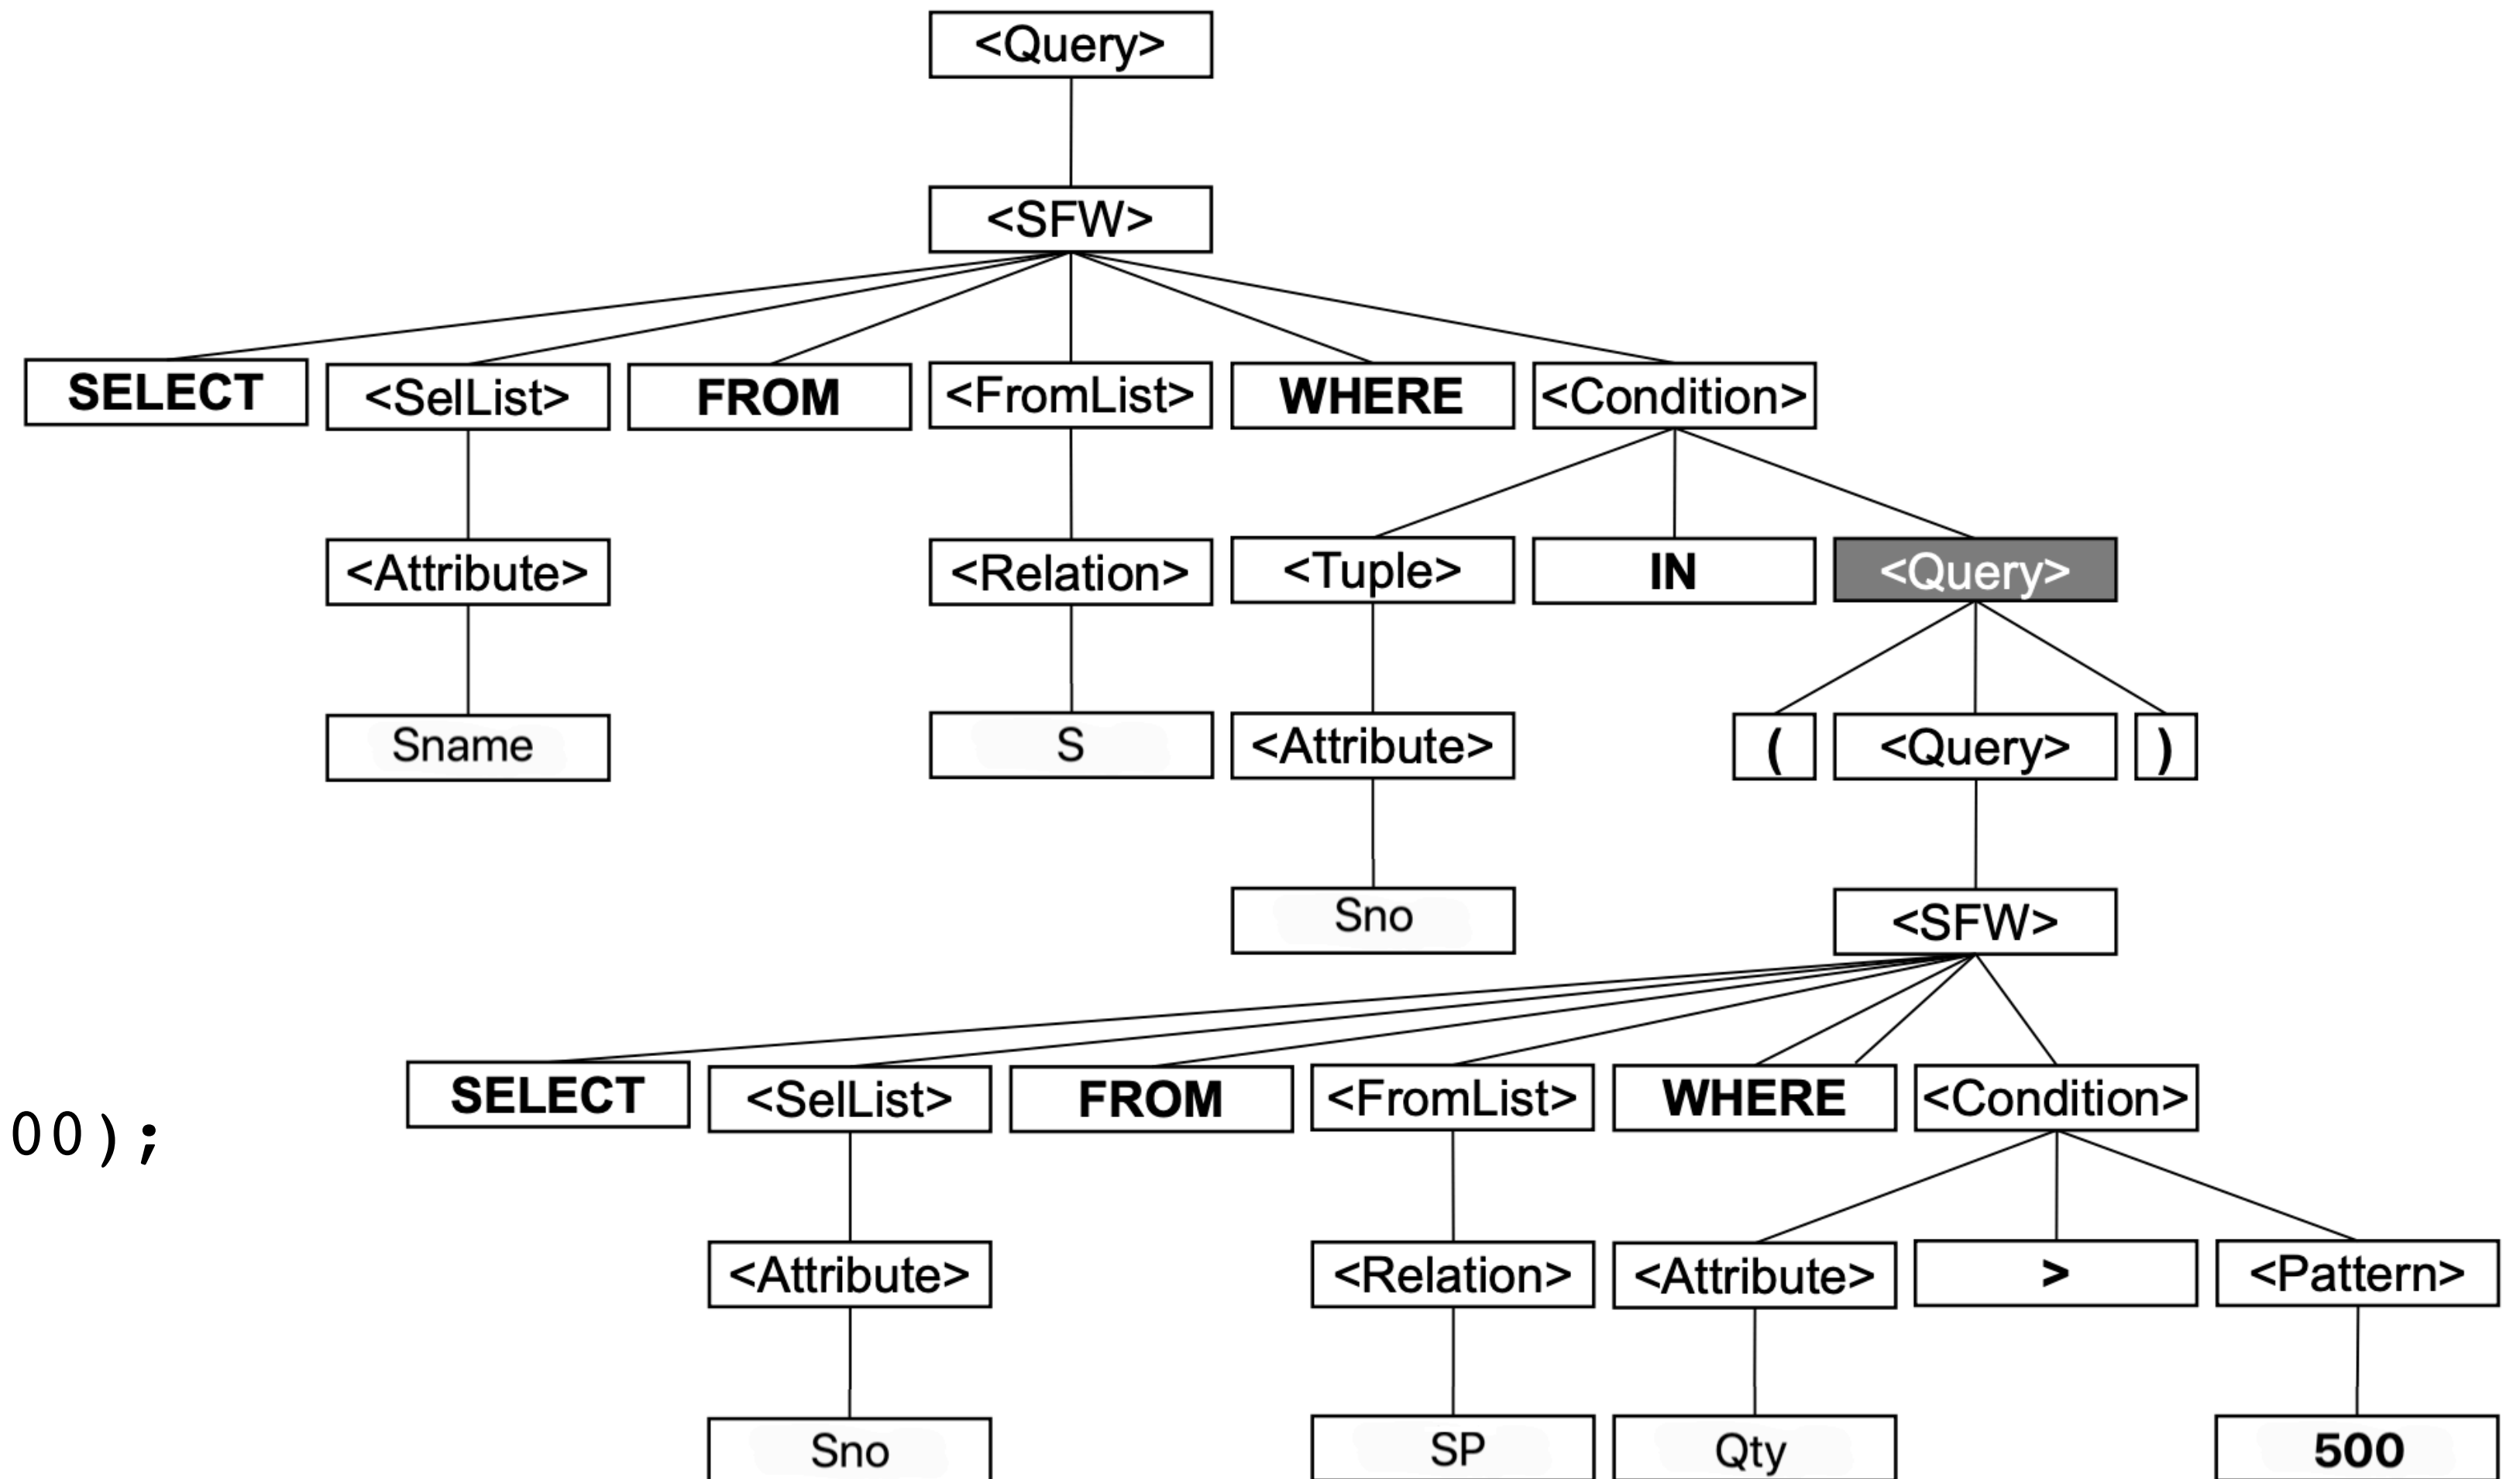 <Query>
<SFW>
SELECT <SelList> FROM <FromList> WHERE <Condition>
<Attribute> <Relation> <Tuple> IN <Query>
Sname S <Attribute> ( <Query> )
Sno <SFW>
SELECT <SelList> FROM <FromList> WHERE <Condition>
00);
<Attribute> <Relation> <Attribute> > <Pattern>
Sno SP Qty 500